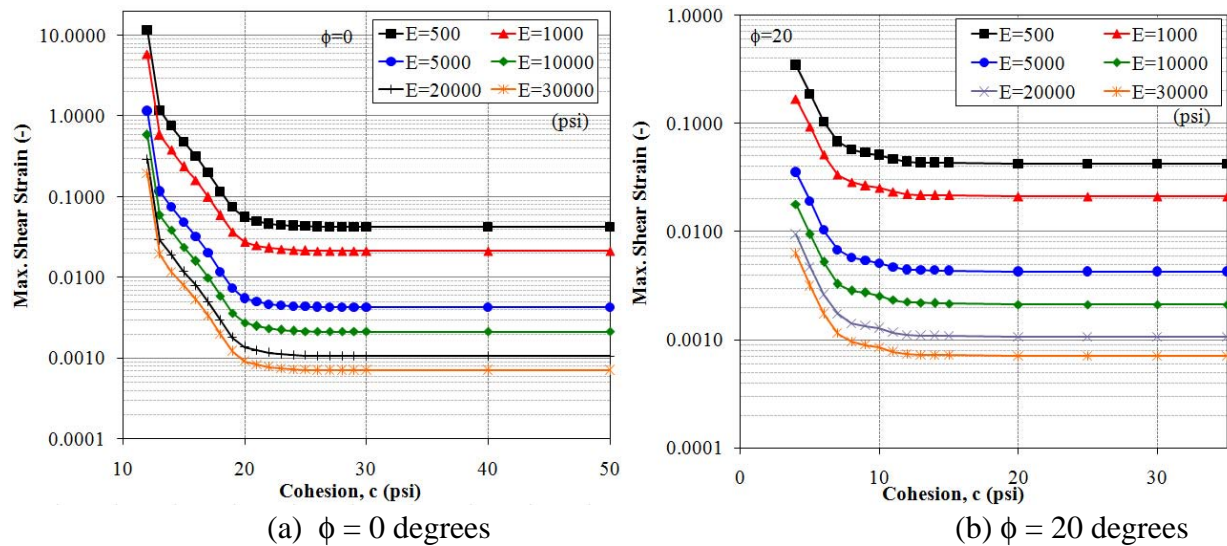 10.0000
1.0000
0.1000
0.0100
0.0010
0.0001
Max. Shear Strain (-)
ϕ=0
E=500 E=1000
E=5000 E=10000
E=20000 E=30000
(psi)
10 20 30 40 50
Cohesion, c (psi)
(a) ϕ = 0 degrees
1.0000
0.1000
0.0100
0.0010
0.0001
Max. Shear Strain (-)
ϕ=20
E=500 E=1000
E=5000 E=10000
E=20000 E=30000
(psi)
0 10 20 30
Cohesion, c (psi)
(b) ϕ = 20 degrees